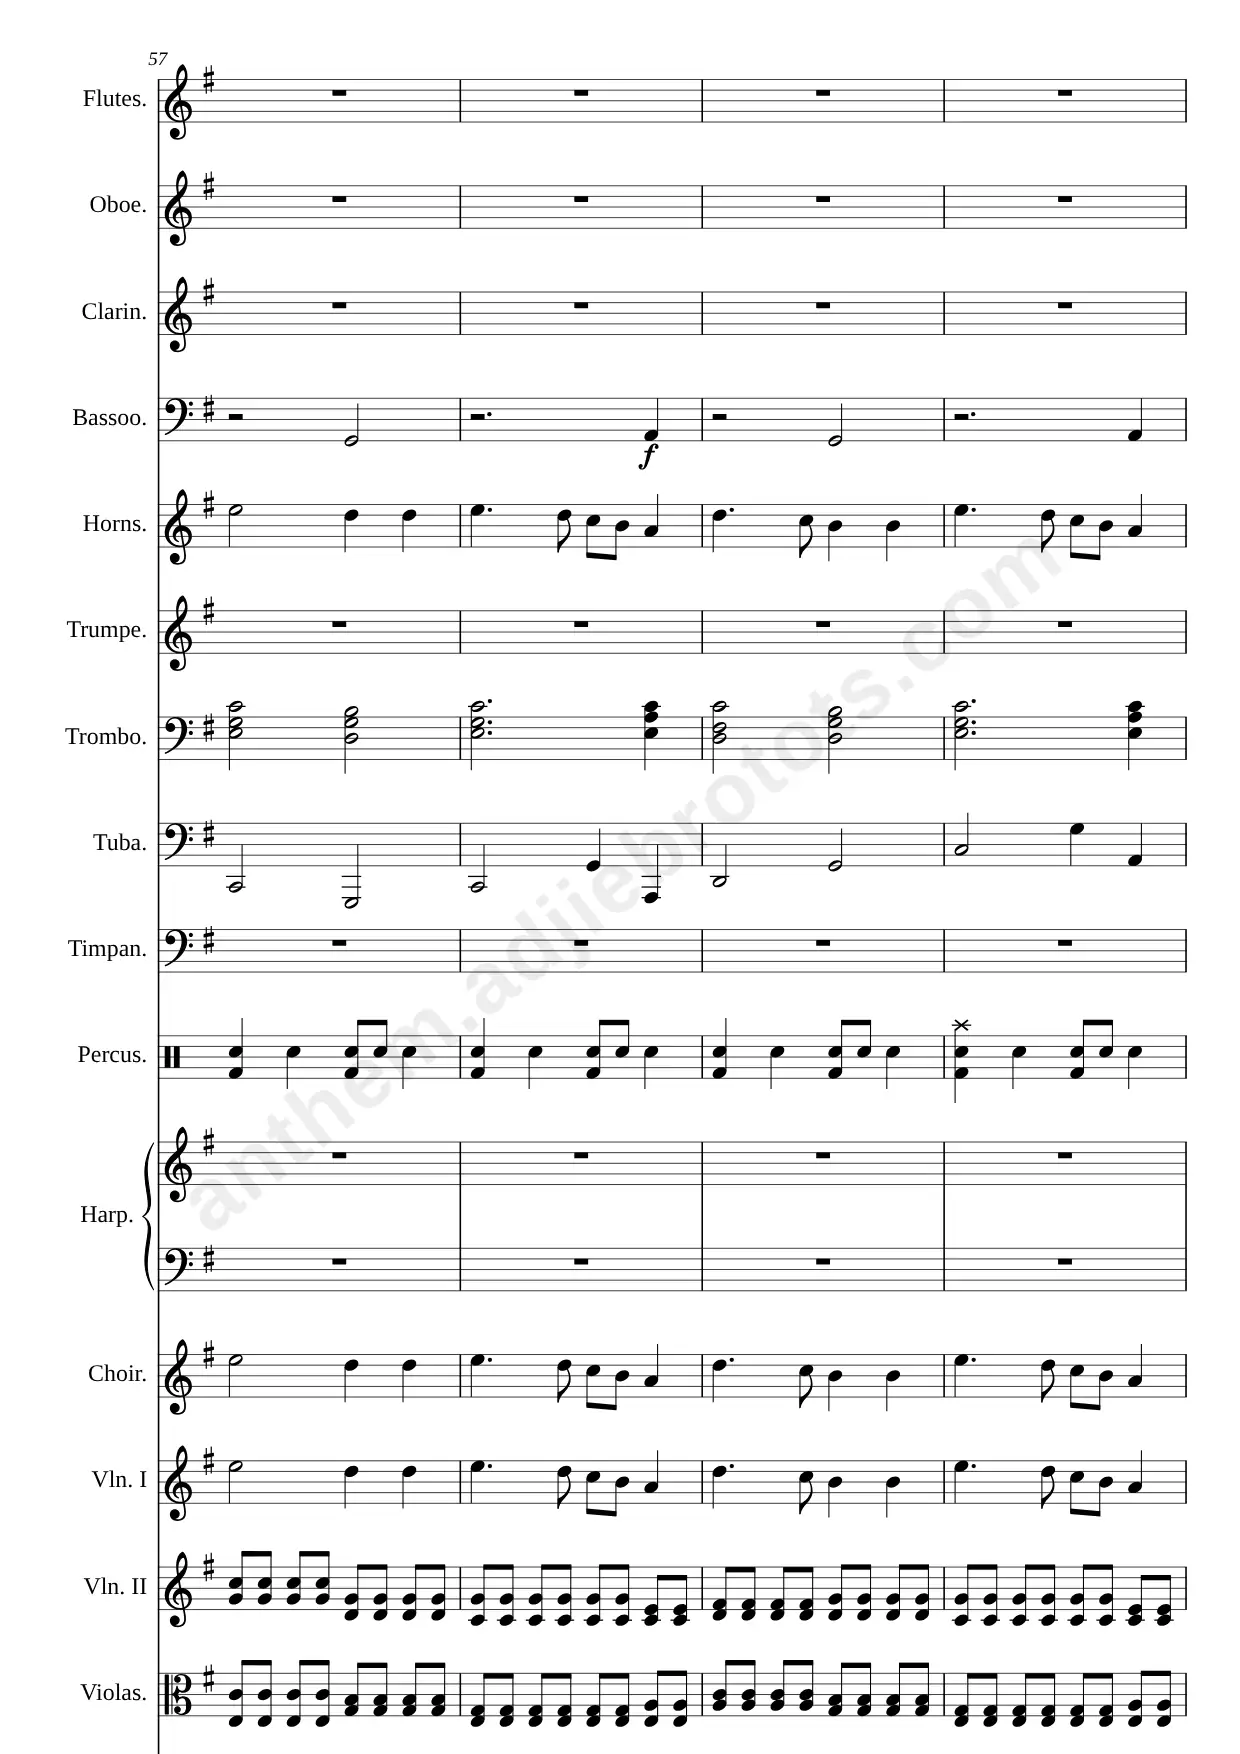 57
Flutes.
Oboe.
Clarin.
Bassoo.
f
Horns.
Trumpe.
Trombo.
Tuba.
Timpan.
Percus.
Harp.
Choir.
Vln. I
Vln. II
Violas.
anthem.adjiebrotots.com